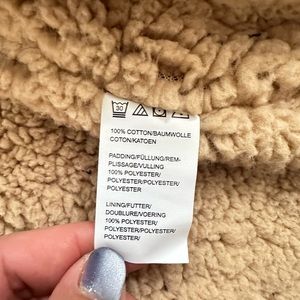 30
100% COTTON/BAUMWOLLE
COTON/KATOEN
PADDING/FÜLLUNG/REM-
PLISSAGE/VULLING
100% POLYESTER/
POLYESTER/POLYESTER/
POLYESTER
LINING/FUTTER/
DOUBLURE/VOERING
100% POLYESTER/
POLYESTER/POLYESTER/
POLYESTER/